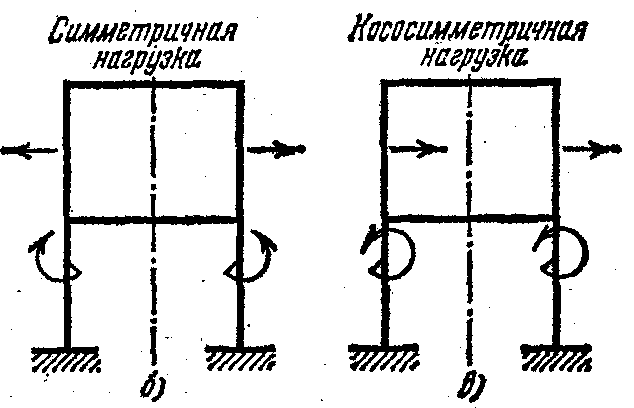 Симметричная
нагрузка
Кососимметричная
нагрузка
б)
в)